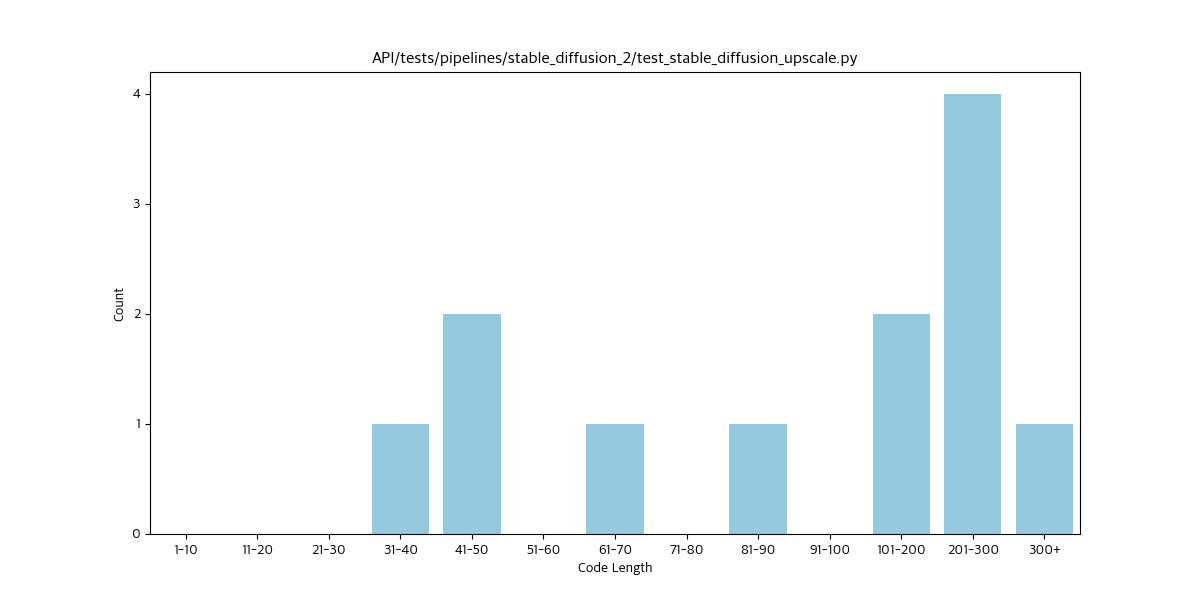 API/tests/pipelines/stable_diffusion_2/test_stable_diffusion_upscale.py
4
3
2
1
0
Count
1-10 11-20 21-30 31-40 41-50 51-60 61-70 71-80 81-90 91-100 101-200 201-300 300+
Code Length